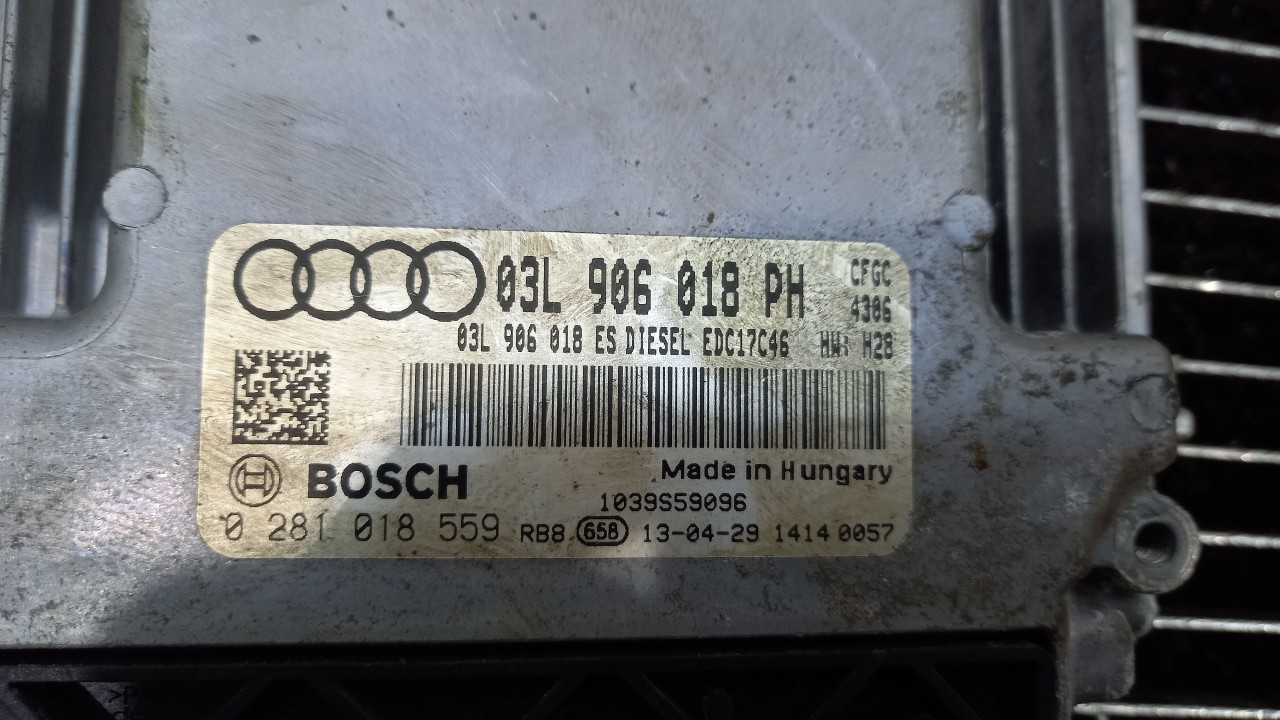 03L 906 018 PH CFGC
4306
03L 906 018 ES DIESEL EDC17C46 HW: H28
BOSCH
Made in Hungary
1039S59096
0 281 018 559 RB8 658 13-04-29 1414 0057